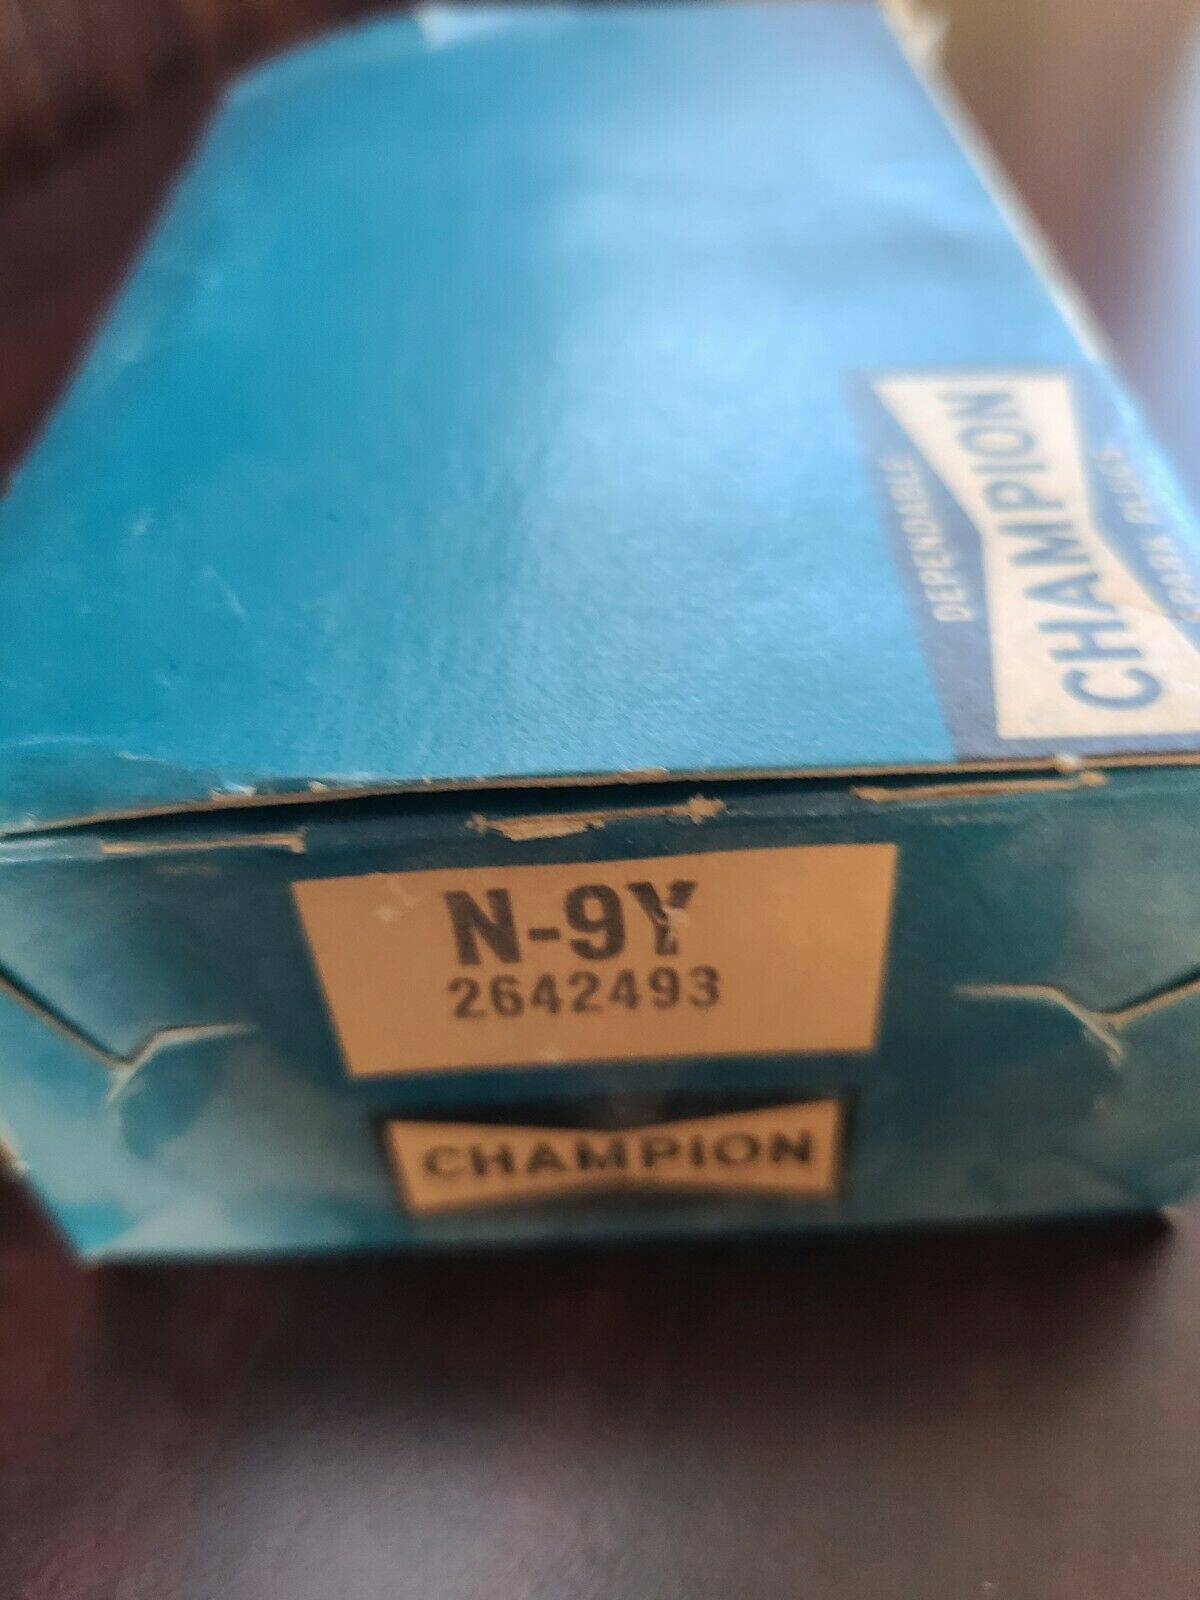 DEPENDABLE
CHAMPION
SPARK PLUGS
N-9Y
2642493
CHAMPION